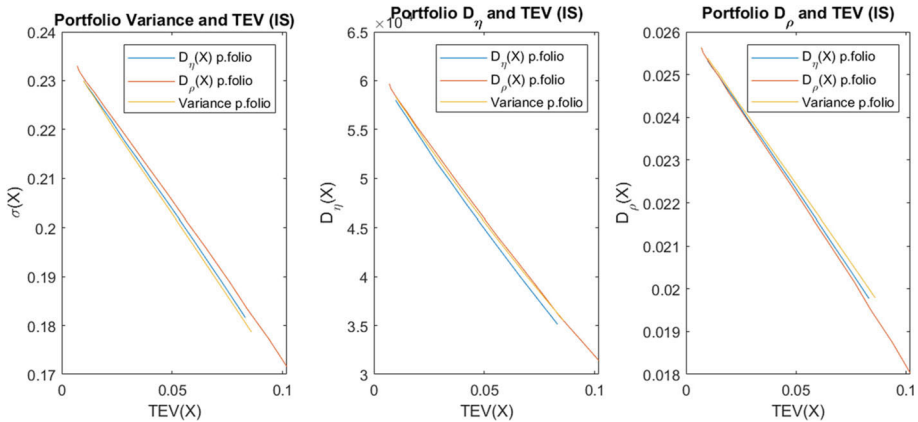 Portfolio Variance and TEV (IS)
0.24
0.23
0.22
0.21
0.2
0.19
0.18
0.17
σ(X)
0
0.05
0.1
TEV(X)
D_η(X) p.folio
D_ρ(X) p.folio
Variance p.folio
Portfolio D_η and TEV (IS)
6.5
6
5.5
5
4.5
4
3.5
3
D_η(X)
0
0.05
0.1
TEV(X)
D_η(X) p.folio
D_ρ(X) p.folio
Variance p.folio
Portfolio D_ρ and TEV (IS)
0.026
0.025
0.024
0.023
0.022
0.021
0.02
0.019
0.018
D_ρ(X)
0
0.05
0.1
TEV(X)
D_η(X) p.folio
D_ρ(X) p.folio
Variance p.folio